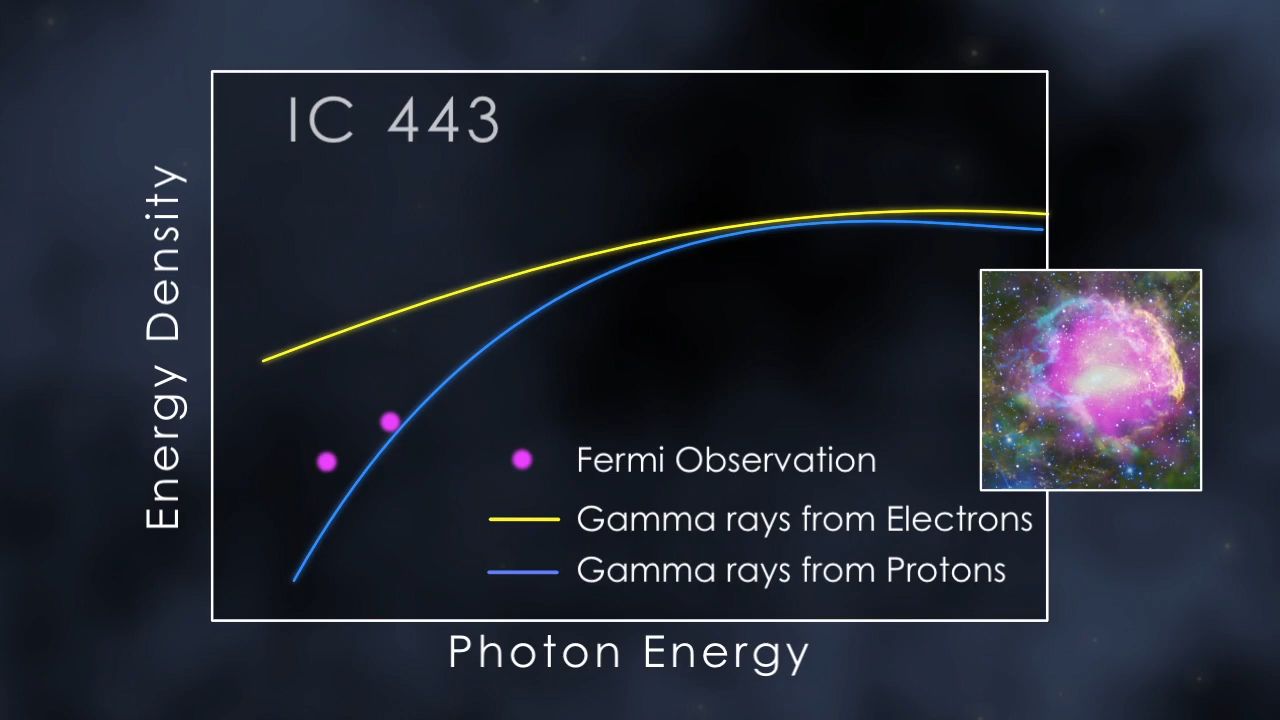 IC 443
Energy Density
Fermi Observation
Gamma rays from Electrons
Gamma rays from Protons
Photon Energy